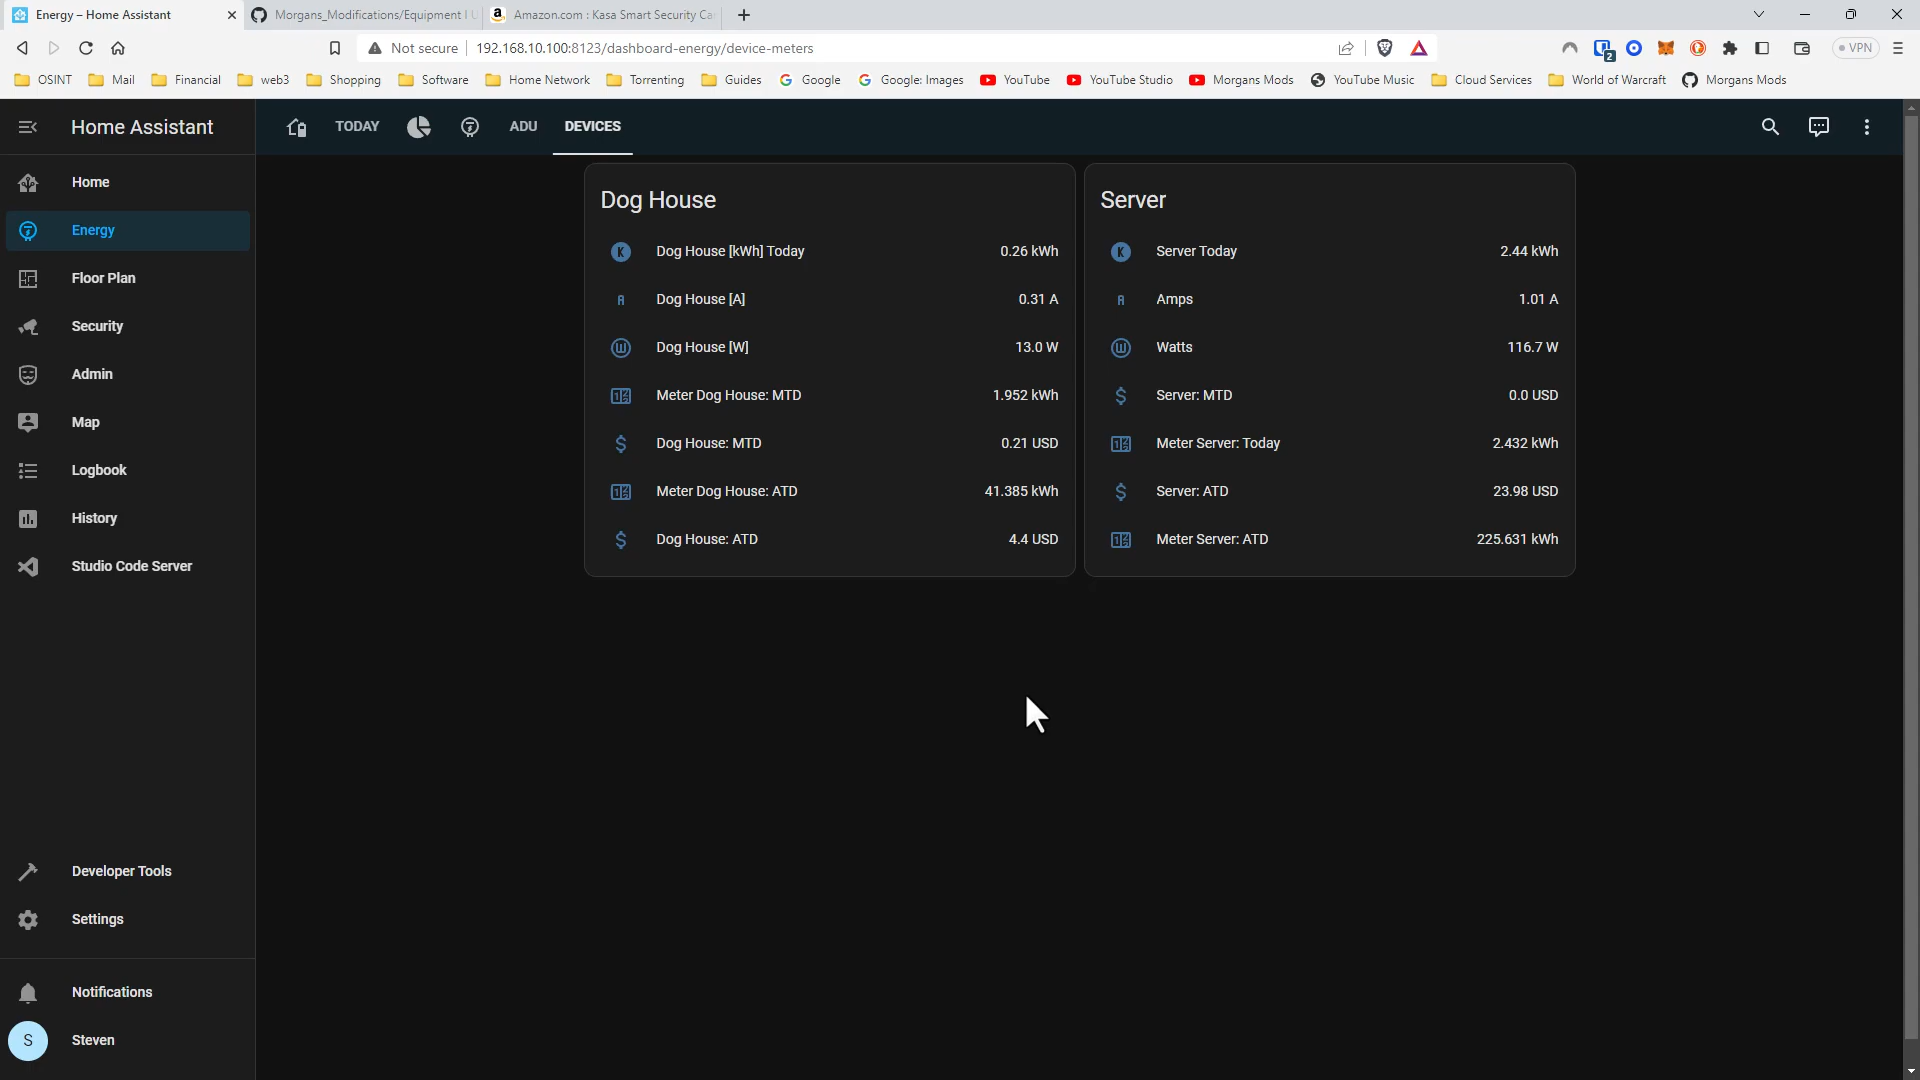 Energy – Home Assistant
Morgans_Modifications/Equipment I U
Amazon.com : Kasa Smart Security Ca
Not secure
192.168.10.100:8123/dashboard-energy/device-meters
2
VPN
OSINT
Mail
Financial
web3
Shopping
Software
Home Network
Torrenting
Guides
Google
Google: Images
YouTube
YouTube Studio
Morgans Mods
YouTube Music
Cloud Services
World of Warcraft
Morgans Mods
Home Assistant
TODAY
ADU
DEVICES
Home
Energy
Floor Plan
Security
Admin
Map
Logbook
History
Studio Code Server
Developer Tools
Settings
Notifications
S
Steven
Dog House
K Dog House [kWh] Today 0.26 kWh
A Dog House [A] 0.31 A
W Dog House [W] 13.0 W
Meter Dog House: MTD 1.952 kWh
$ Dog House: MTD 0.21 USD
Meter Dog House: ATD 41.385 kWh
$ Dog House: ATD 4.4 USD
Server
K Server Today 2.44 kWh
A Amps 1.01 A
W Watts 116.7 W
$ Server: MTD 0.0 USD
Meter Server: Today 2.432 kWh
$ Server: ATD 23.98 USD
Meter Server: ATD 225.631 kWh